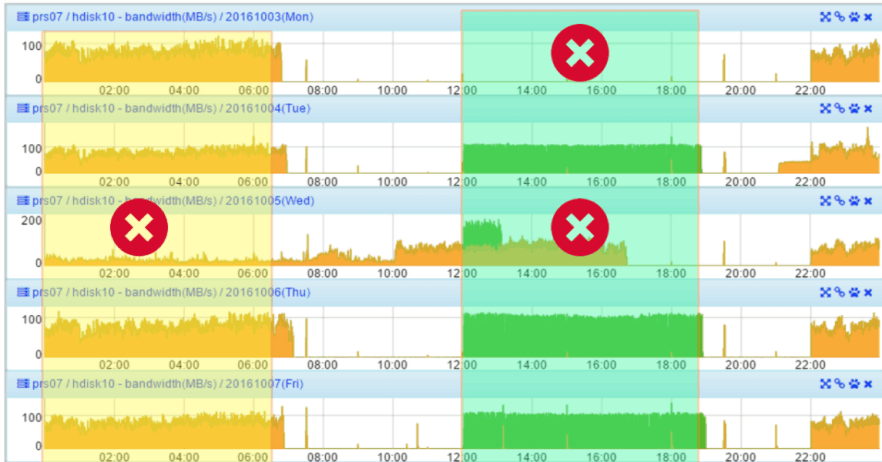 prs07 / hdisk10 - bandwidth(MB/s) / 20161003(Mon)
100
0
02:00 04:00 06:00 08:00 10:00 12:00 14:00 16:00 18:00 20:00 22:00
prs07 / hdisk10 - bandwidth(MB/s) / 20161004(Tue)
100
0
02:00 04:00 06:00 08:00 10:00 12:00 14:00 16:00 18:00 20:00 22:00
prs07 / hdisk10 - bandwidth(MB/s) / 20161005(Wed)
200
0
02:00 04:00 06:00 08:00 10:00 12:00 14:00 16:00 18:00 20:00 22:00
prs07 / hdisk10 - bandwidth(MB/s) / 20161006(Thu)
100
0
02:00 04:00 06:00 08:00 10:00 12:00 14:00 16:00 18:00 20:00 22:00
prs07 / hdisk10 - bandwidth(MB/s) / 20161007(Fri)
100
0
02:00 04:00 06:00 08:00 10:00 12:00 14:00 16:00 18:00 20:00 22:00